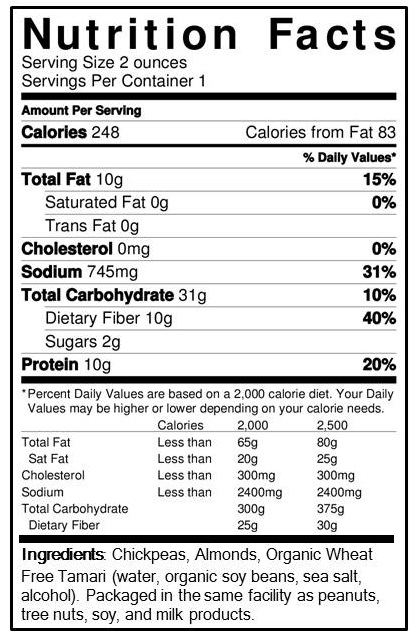 Nutrition Facts
Serving Size 2 ounces
Servings Per Container 1
Amount Per Serving
Calories 248 Calories from Fat 83
% Daily Values*
Total Fat 10g 15%
Saturated Fat 0g 0%
Trans Fat 0g
Cholesterol 0mg 0%
Sodium 745mg 31%
Total Carbohydrate 31g 10%
Dietary Fiber 10g 40%
Sugars 2g
Protein 10g 20%
*Percent Daily Values are based on a 2,000 calorie diet. Your Daily
Values may be higher or lower depending on your calorie needs.
Calories 2,000 2,500
Total Fat Less than 65g 80g
Sat Fat Less than 20g 25g
Cholesterol Less than 300mg 300mg
Sodium Less than 2400mg 2400mg
Total Carbohydrate 300g 375g
Dietary Fiber 25g 30g
Ingredients: Chickpeas, Almonds, Organic Wheat
Free Tamari (water, organic soy beans, sea salt,
alcohol). Packaged in the same facility as peanuts,
tree nuts, soy, and milk products.